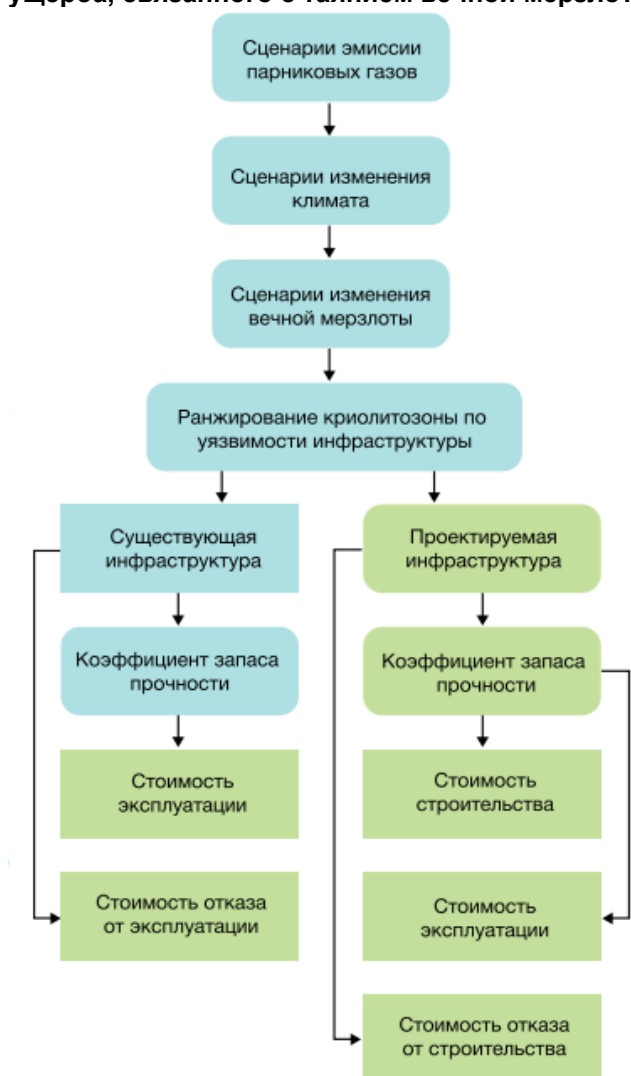 ущерба, связанного с таянием вечной мерзлот
Сценарии эмиссии
парниковых газов
Сценарии изменения
климата
Сценарии изменения
вечной мерзлоты
Ранжирование криолитозоны по
уязвимости инфраструктуры
Существующая
инфраструктура
Проектируемая
инфраструктура
Коэффициент запаса
прочности
Коэффициент запаса
прочности
Стоимость
эксплуатации
Стоимость
строительства
Стоимость отказа
от эксплуатации
Стоимость
эксплуатации
Стоимость отказа
от строительства